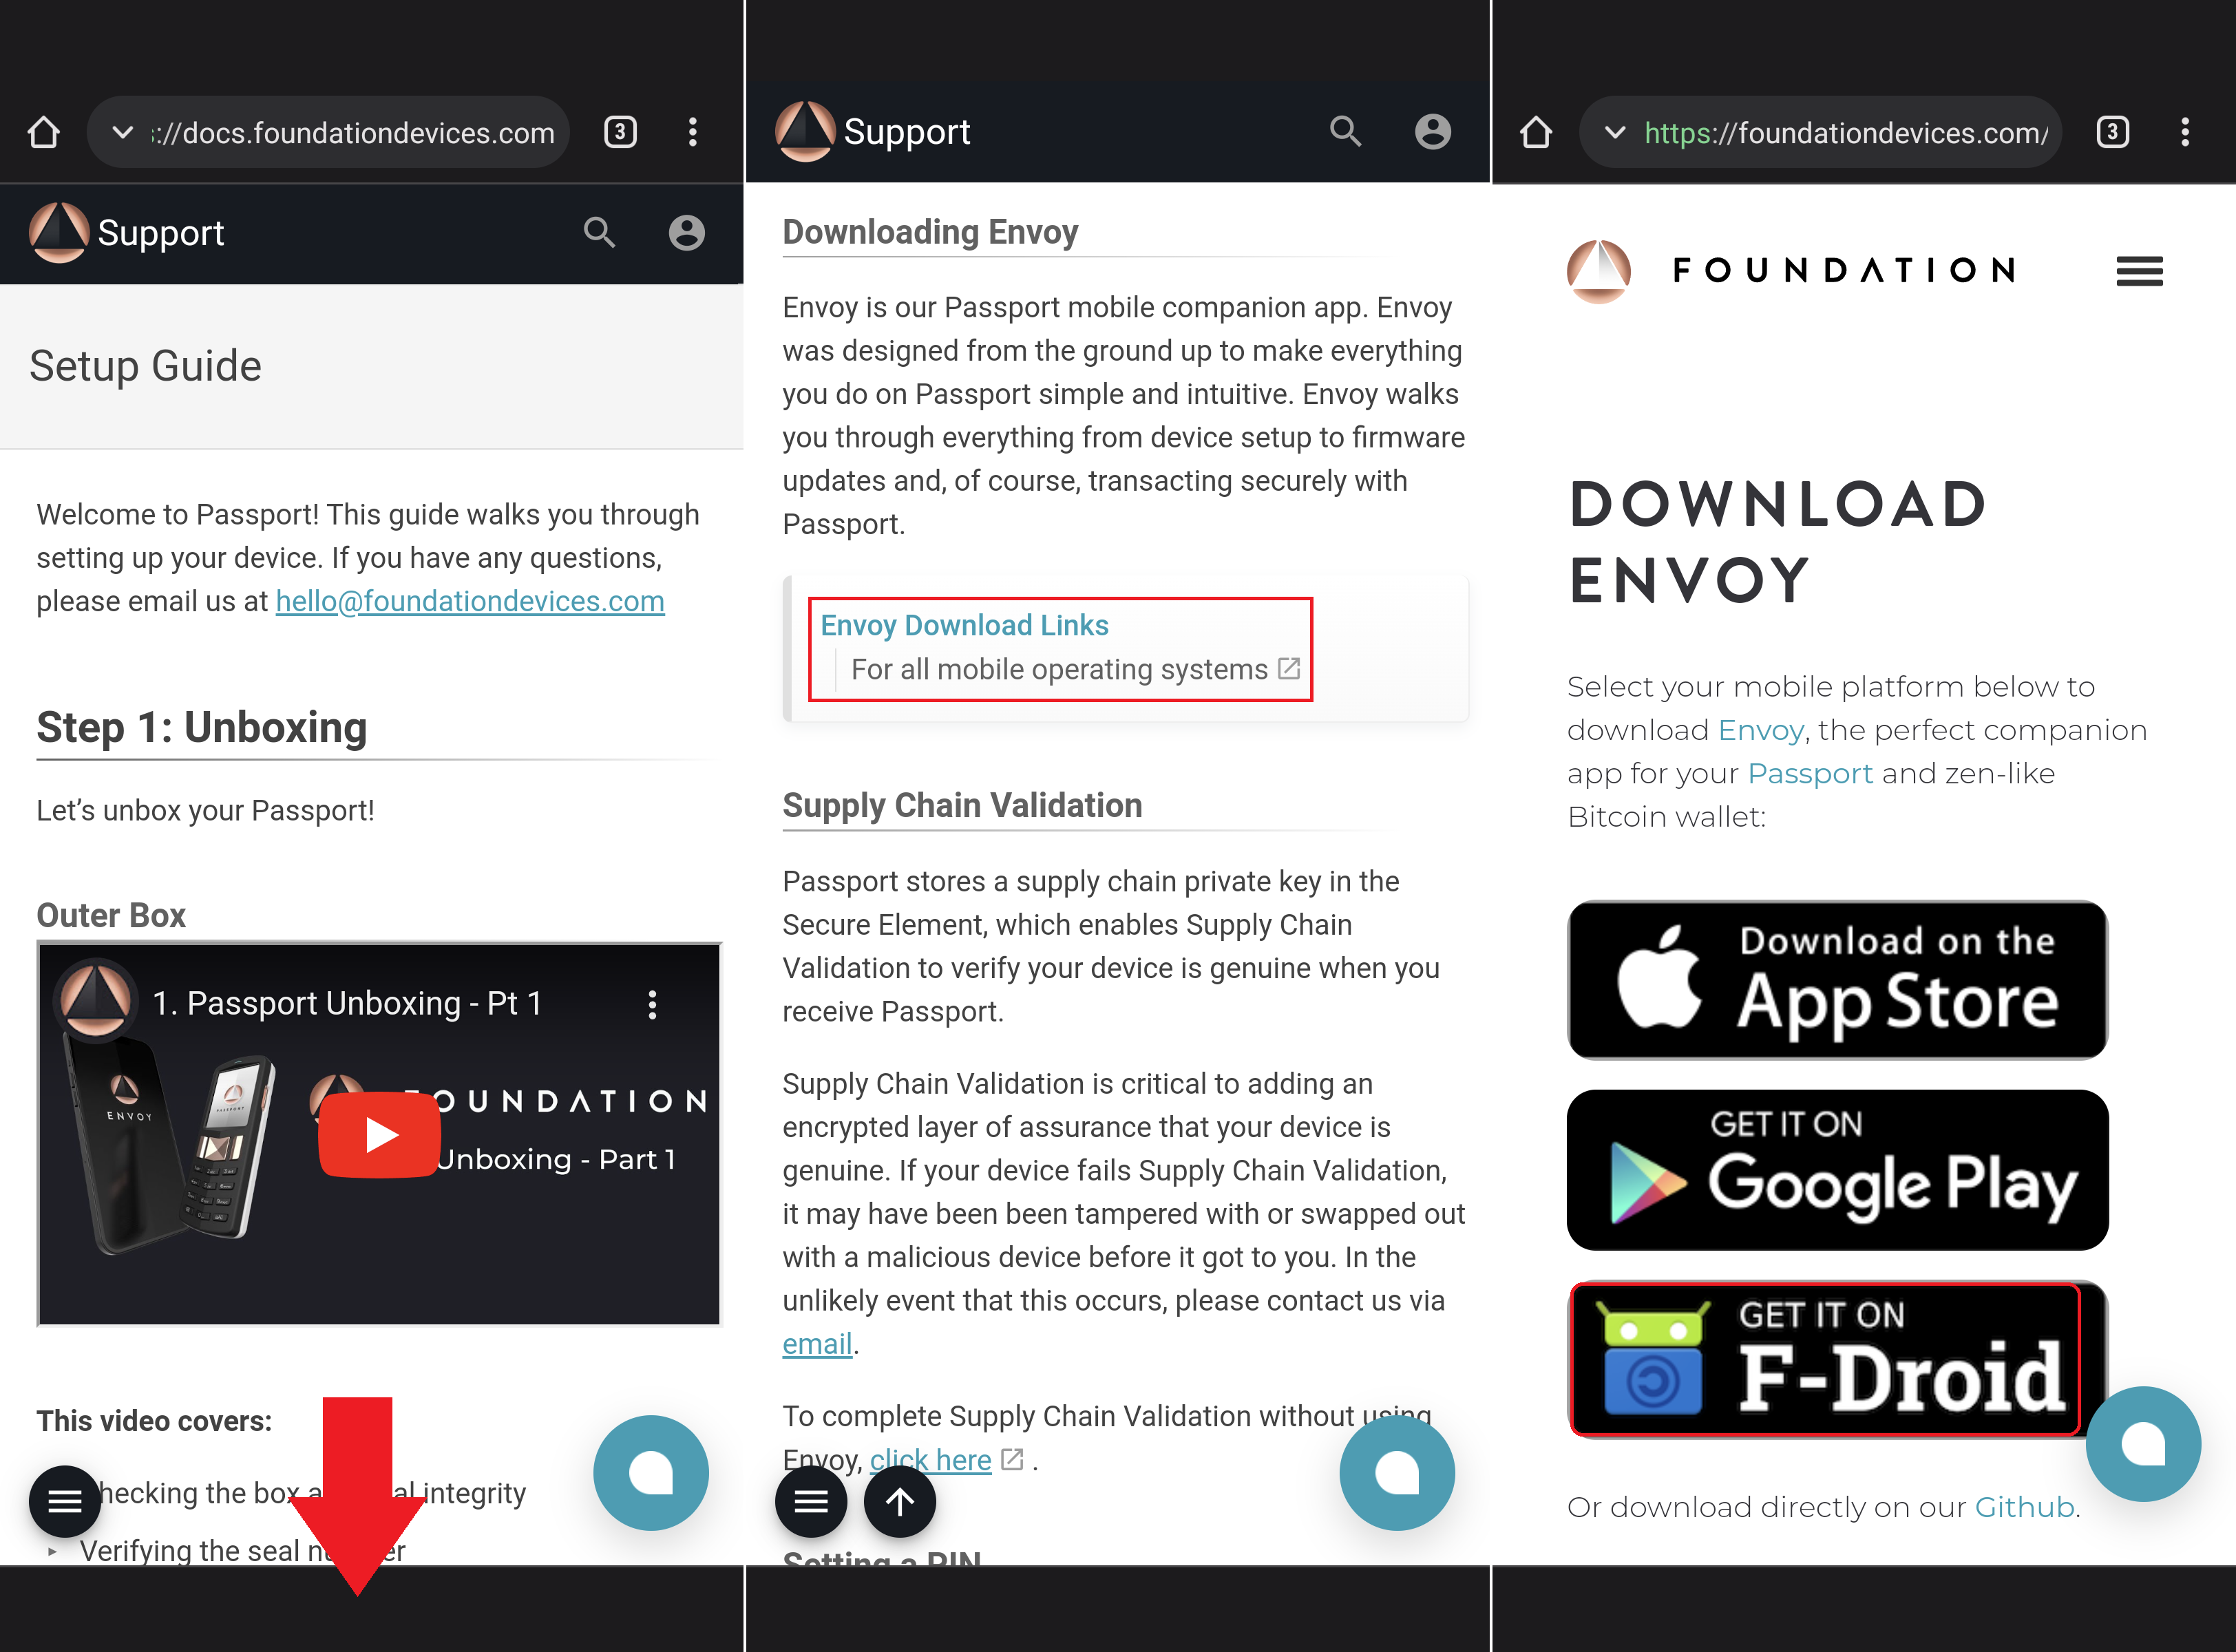 3
://docs.foundationdevices.com
Support
Setup Guide
Welcome to Passport! This guide walks you through
setting up your device. If you have any questions,
please email us at hello@foundationdevices.com
Step 1: Unboxing
Let’s unbox your Passport!
Outer Box
1. Passport Unboxing - Pt 1
ENVOY
PASSPORT
OUNDATION
Unboxing - Part 1
This video covers:
hecking the box a al integrity
Verifying the seal n er
Support
Downloading Envoy
Envoy is our Passport mobile companion app. Envoy
was designed from the ground up to make everything
you do on Passport simple and intuitive. Envoy walks
you through everything from device setup to firmware
updates and, of course, transacting securely with
Passport.
Envoy Download Links
For all mobile operating systems
Supply Chain Validation
Passport stores a supply chain private key in the
Secure Element, which enables Supply Chain
Validation to verify your device is genuine when you
receive Passport.
Supply Chain Validation is critical to adding an
encrypted layer of assurance that your device is
genuine. If your device fails Supply Chain Validation,
it may have been been tampered with or swapped out
with a malicious device before it got to you. In the
unlikely event that this occurs, please contact us via
email.
To complete Supply Chain Validation without using
Envoy, click here .
Setting a PIN
https://foundationdevices.com/
3
FOUNDATION
DOWNLOAD
ENVOY
Select your mobile platform below to
download Envoy, the perfect companion
app for your Passport and zen-like
Bitcoin wallet:
Download on the
App Store
GET IT ON
Google Play
GET IT ON
F-Droid
Or download directly on our Github.